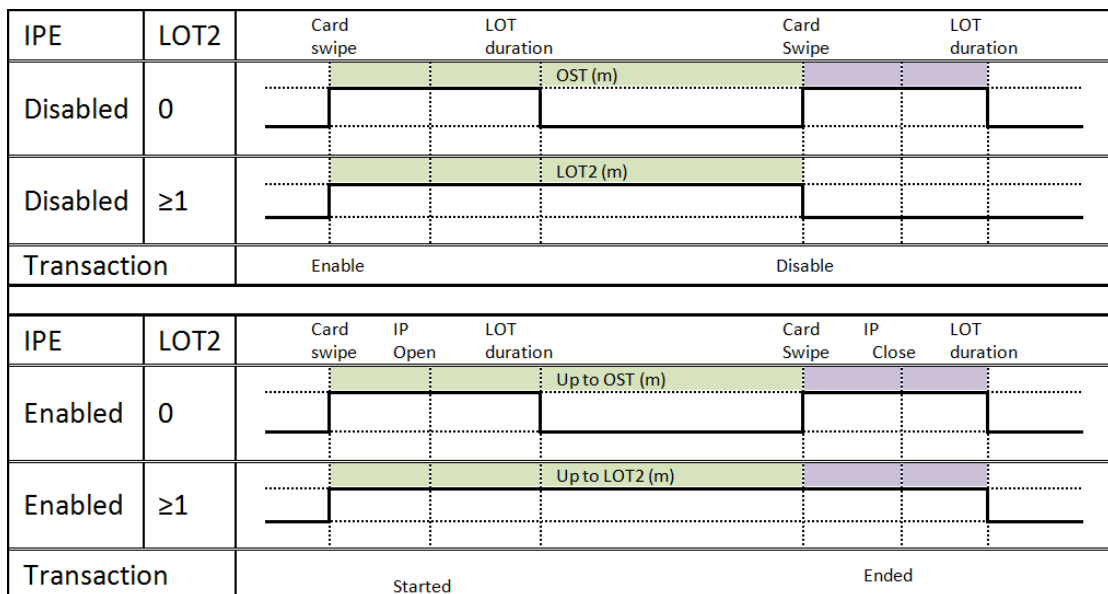 IPE LOT2 Card swipe LOT duration Card Swipe LOT duration
OST (m)
Disabled 0
LOT2 (m)
Disabled ≥1
Transaction Enable Disable
IPE LOT2 Card swipe IP Open LOT duration Card Swipe IP Close LOT duration
Up to OST (m)
Enabled 0
Up to LOT2 (m)
Enabled ≥1
Transaction Started Ended